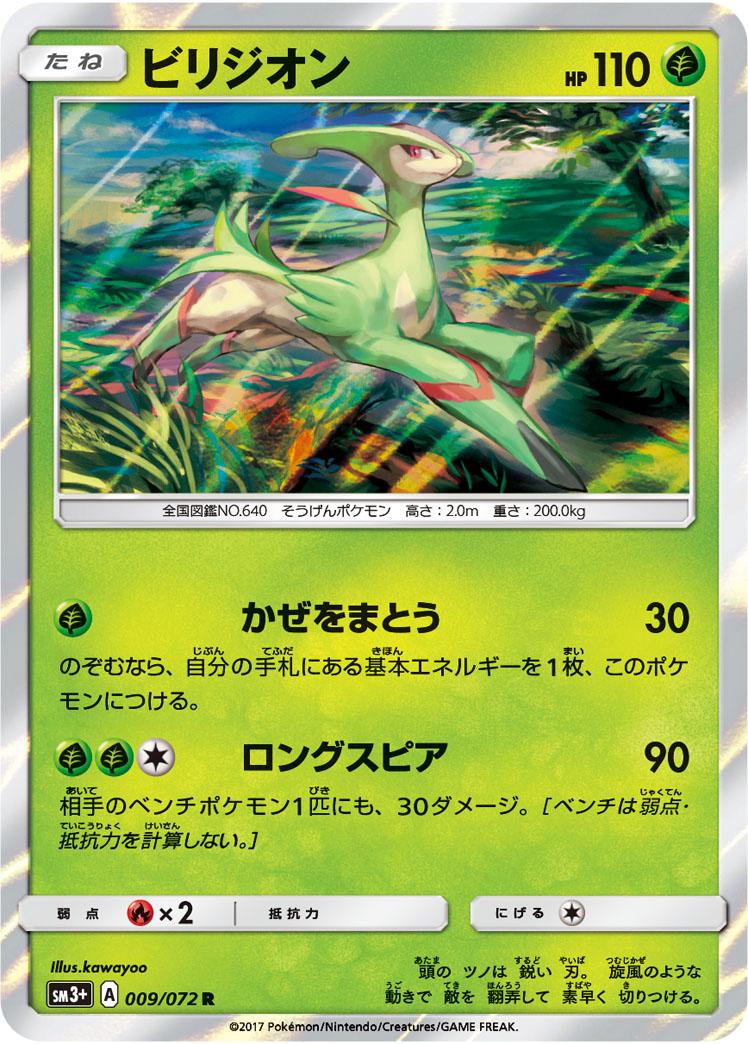 たね ビリジオン HP 110
全国図鑑NO.640 そうげんポケモン 高さ:2.0m 重さ:200.0kg
かぜをまとう 30
のぞむなら、自分の手札にある基本エネルギーを1枚、このポケ
モンにつける。
ロングスピア 90
相手のベンチポケモン1匹にも、30ダメージ。[ベンチは弱点・
抵抗力を計算しない。]
弱点 ×2 抵抗力 にげる
Illus.kawayoo
頭の ツノは 鋭い 刃。 旋風のような
動きで 敵を 翻弄して 素早く 切りつける。
SM3+ A 009/072 R
©2017 Pokémon/Nintendo/Creatures/GAME FREAK.